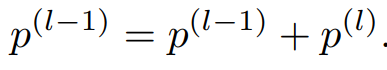 p^{(l-1)} = p^{(l-1)} + p^{(l)}.